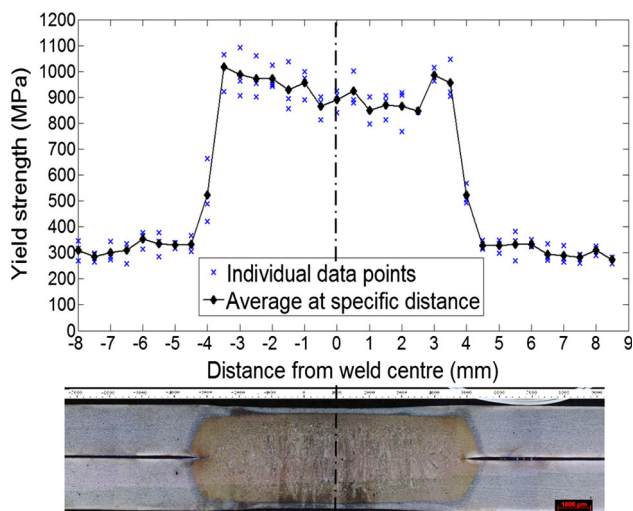 1200
1100
1000
900
800
700
600
500
400
300
200
100
0
Yield strength (MPa)
Individual data points
Average at specific distance
-8 -7 -6 -5 -4 -3 -2 -1 0 1 2 3 4 5 6 7 8 9
Distance from weld centre (mm)